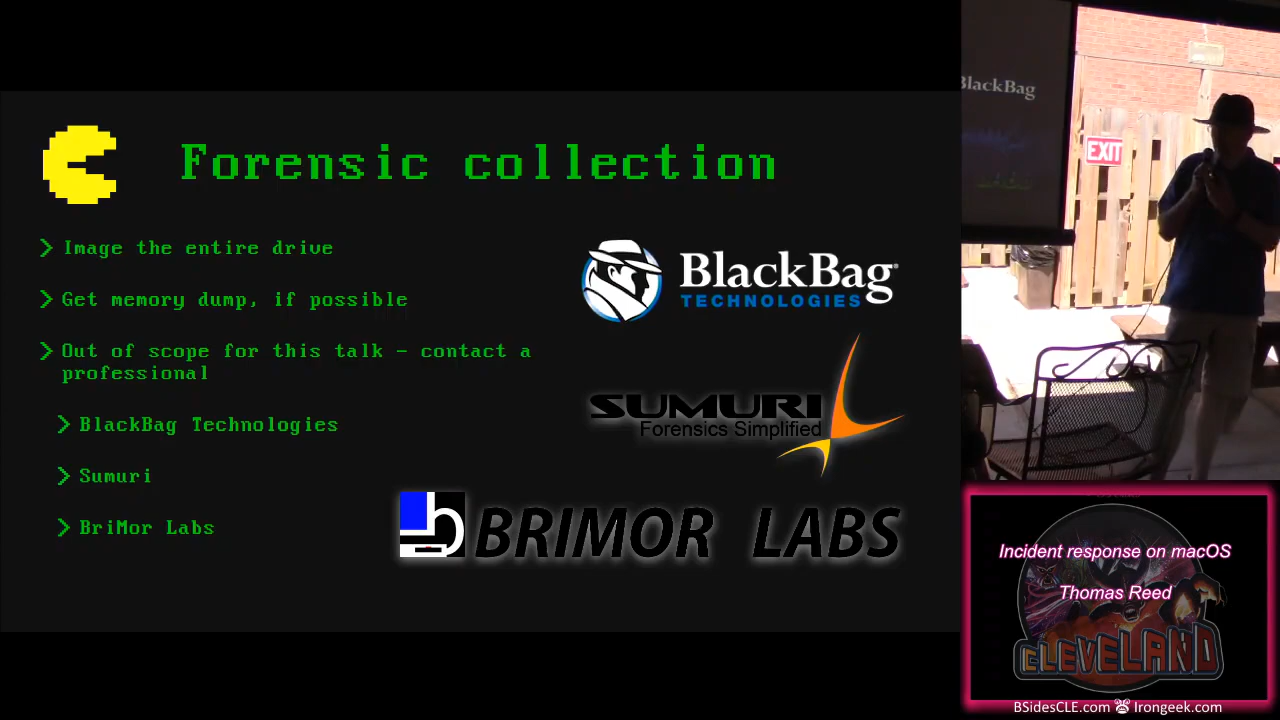 Forensic collection
Image the entire drive
Get memory dump, if possible
Out of scope for this talk - contact a
professional
BlackBag Technologies
Sumuri
BriMor Labs
BlackBag®
TECHNOLOGIES
SUMURI
Forensics Simplified
b
BRIMOR LABS
BlackBag
EXIT
Incident response on macOS
Thomas Reed
CLEVELAND
BSidesCLE.com Irongeek.com